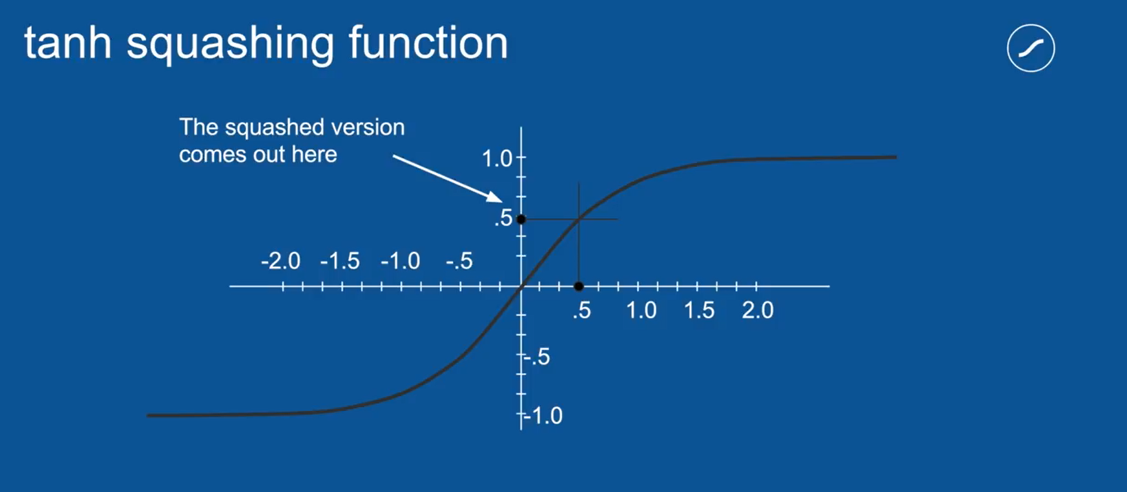 tanh squashing function
The squashed version
comes out here
1.0
.5
-2.0 -1.5 -1.0 -.5
.5 1.0 1.5 2.0
-.5
-1.0